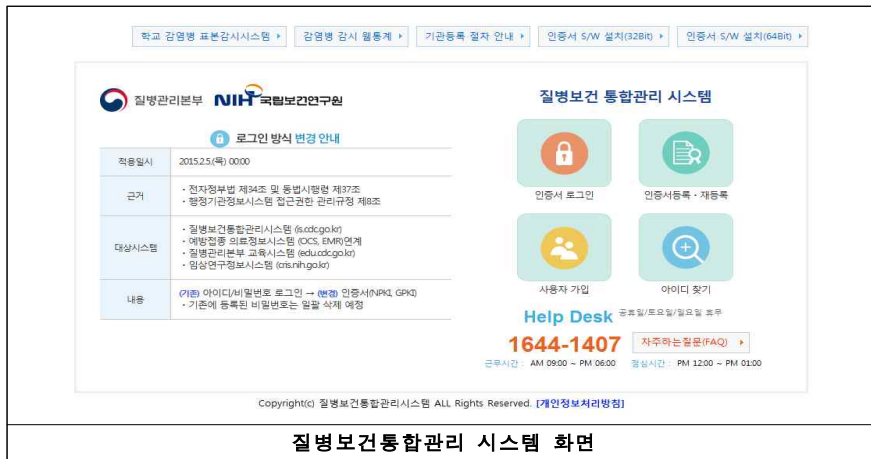 학교 감염병 표본감시시스템 ▸ 감염병 감시 웹통계 ▸ 기관등록 절차 안내 ▸ 인증서 S/W 설치(32Bit) ▸ 인증서 S/W 설치(64Bit) ▸
질병관리본부 NIH 국립보건연구원
로그인 방식 변경 안내
적용일시 2015.2.5.(목) 00:00
근거
· 전자정부법 제34조 및 동법시행령 제37조
· 행정기관정보시스템 접근권한 관리규정 제8조
대상시스템
· 질병보건통합관리시스템 (is.cdc.go.kr)
· 예방접종 의료정보시스템 (OCS, EMR)연계
· 질병관리본부 교육시스템 (edu.cdc.go.kr)
· 임상연구정보시스템 (cris.nih.go.kr)
내용
(기존) 아이디/비밀번호 로그인 → (변경) 인증서(NPKI, GPKI)
· 기존에 등록된 비밀번호는 일괄 삭제 예정
질병보건 통합관리 시스템
인증서 로그인 인증서등록 · 재등록
사용자 가입 아이디 찾기
Help Desk 공휴일/토요일/일요일 휴무
1644-1407 자주하는질문(FAQ) ▸
근무시간 : AM 09:00 ~ PM 06:00 점심시간 : PM 12:00 ~ PM 01:00
Copyright(c) 질병보건통합관리시스템 ALL Rights Reserved. [개인정보처리방침]
질병보건통합관리 시스템 화면